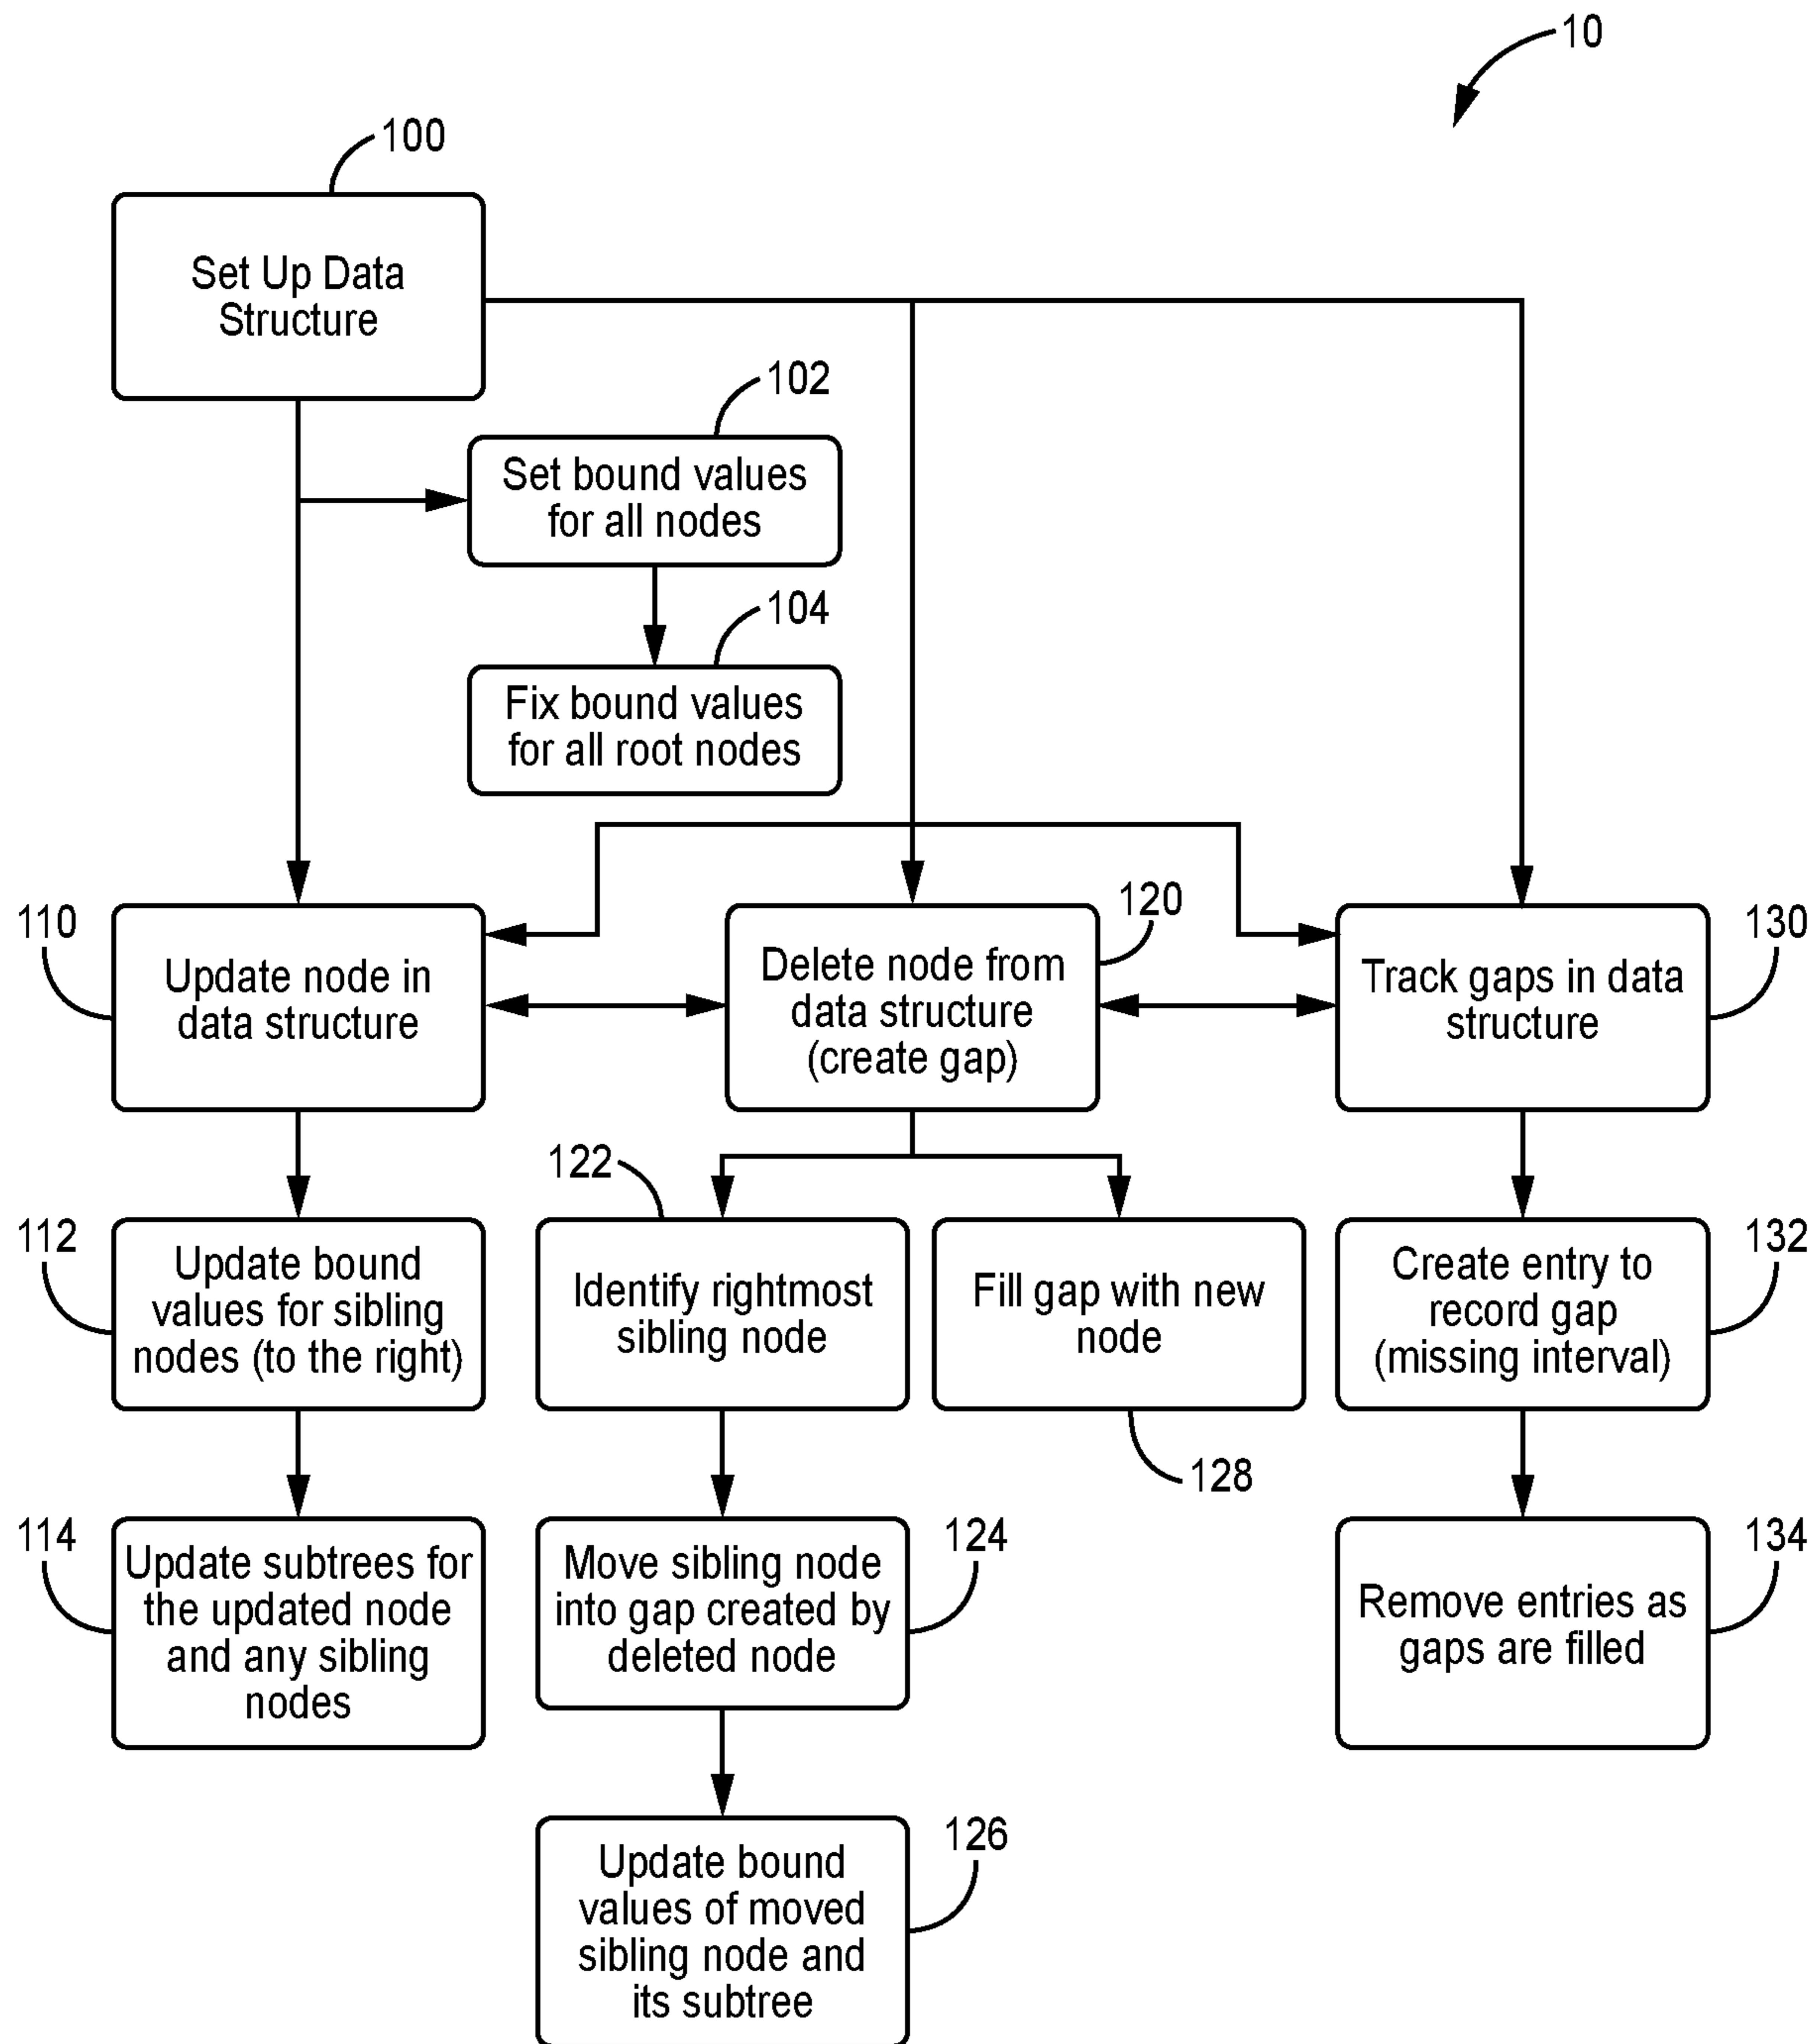 10
100
Set Up Data
Structure
102
Set bound values
for all nodes
104
Fix bound values
for all root nodes
110
Update node in
data structure
120
Delete node from
data structure
(create gap)
130
Track gaps in data
structure
112
Update bound
values for sibling
nodes (to the right)
122
Identify rightmost
sibling node
Fill gap with new
node
128
132
Create entry to
record gap
(missing interval)
114
Update subtrees for
the updated node
and any sibling
nodes
124
Move sibling node
into gap created by
deleted node
134
Remove entries as
gaps are filled
126
Update bound
values of moved
sibling node and
its subtree